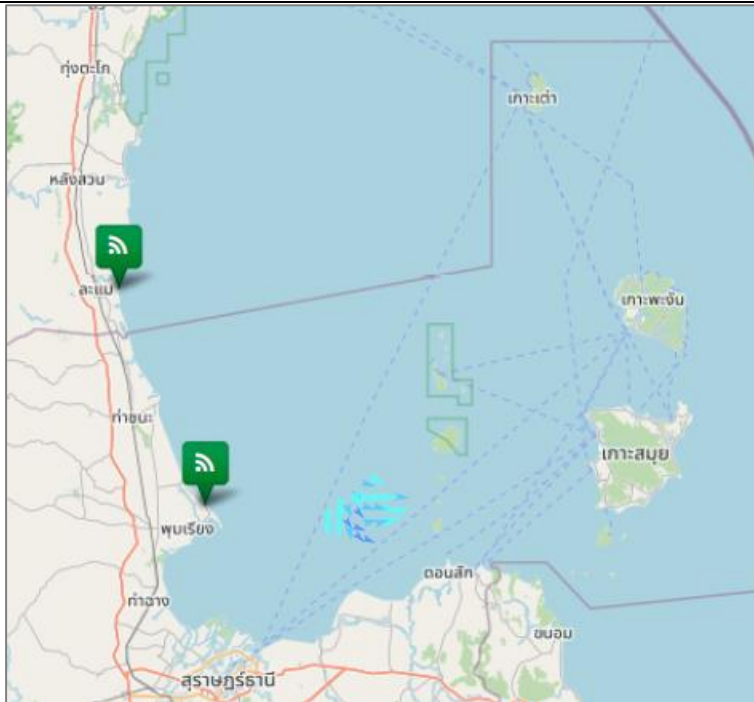 ทุ่งตะโก
เกาะเต่า
หลังสวน
ละแม
เกาะพะงัน
ท่าชนะ
เกาะสมุย
พุมเรียง
ดอนสัก
ท่าฉาง
ขนอม
สุราษฎร์ธานี